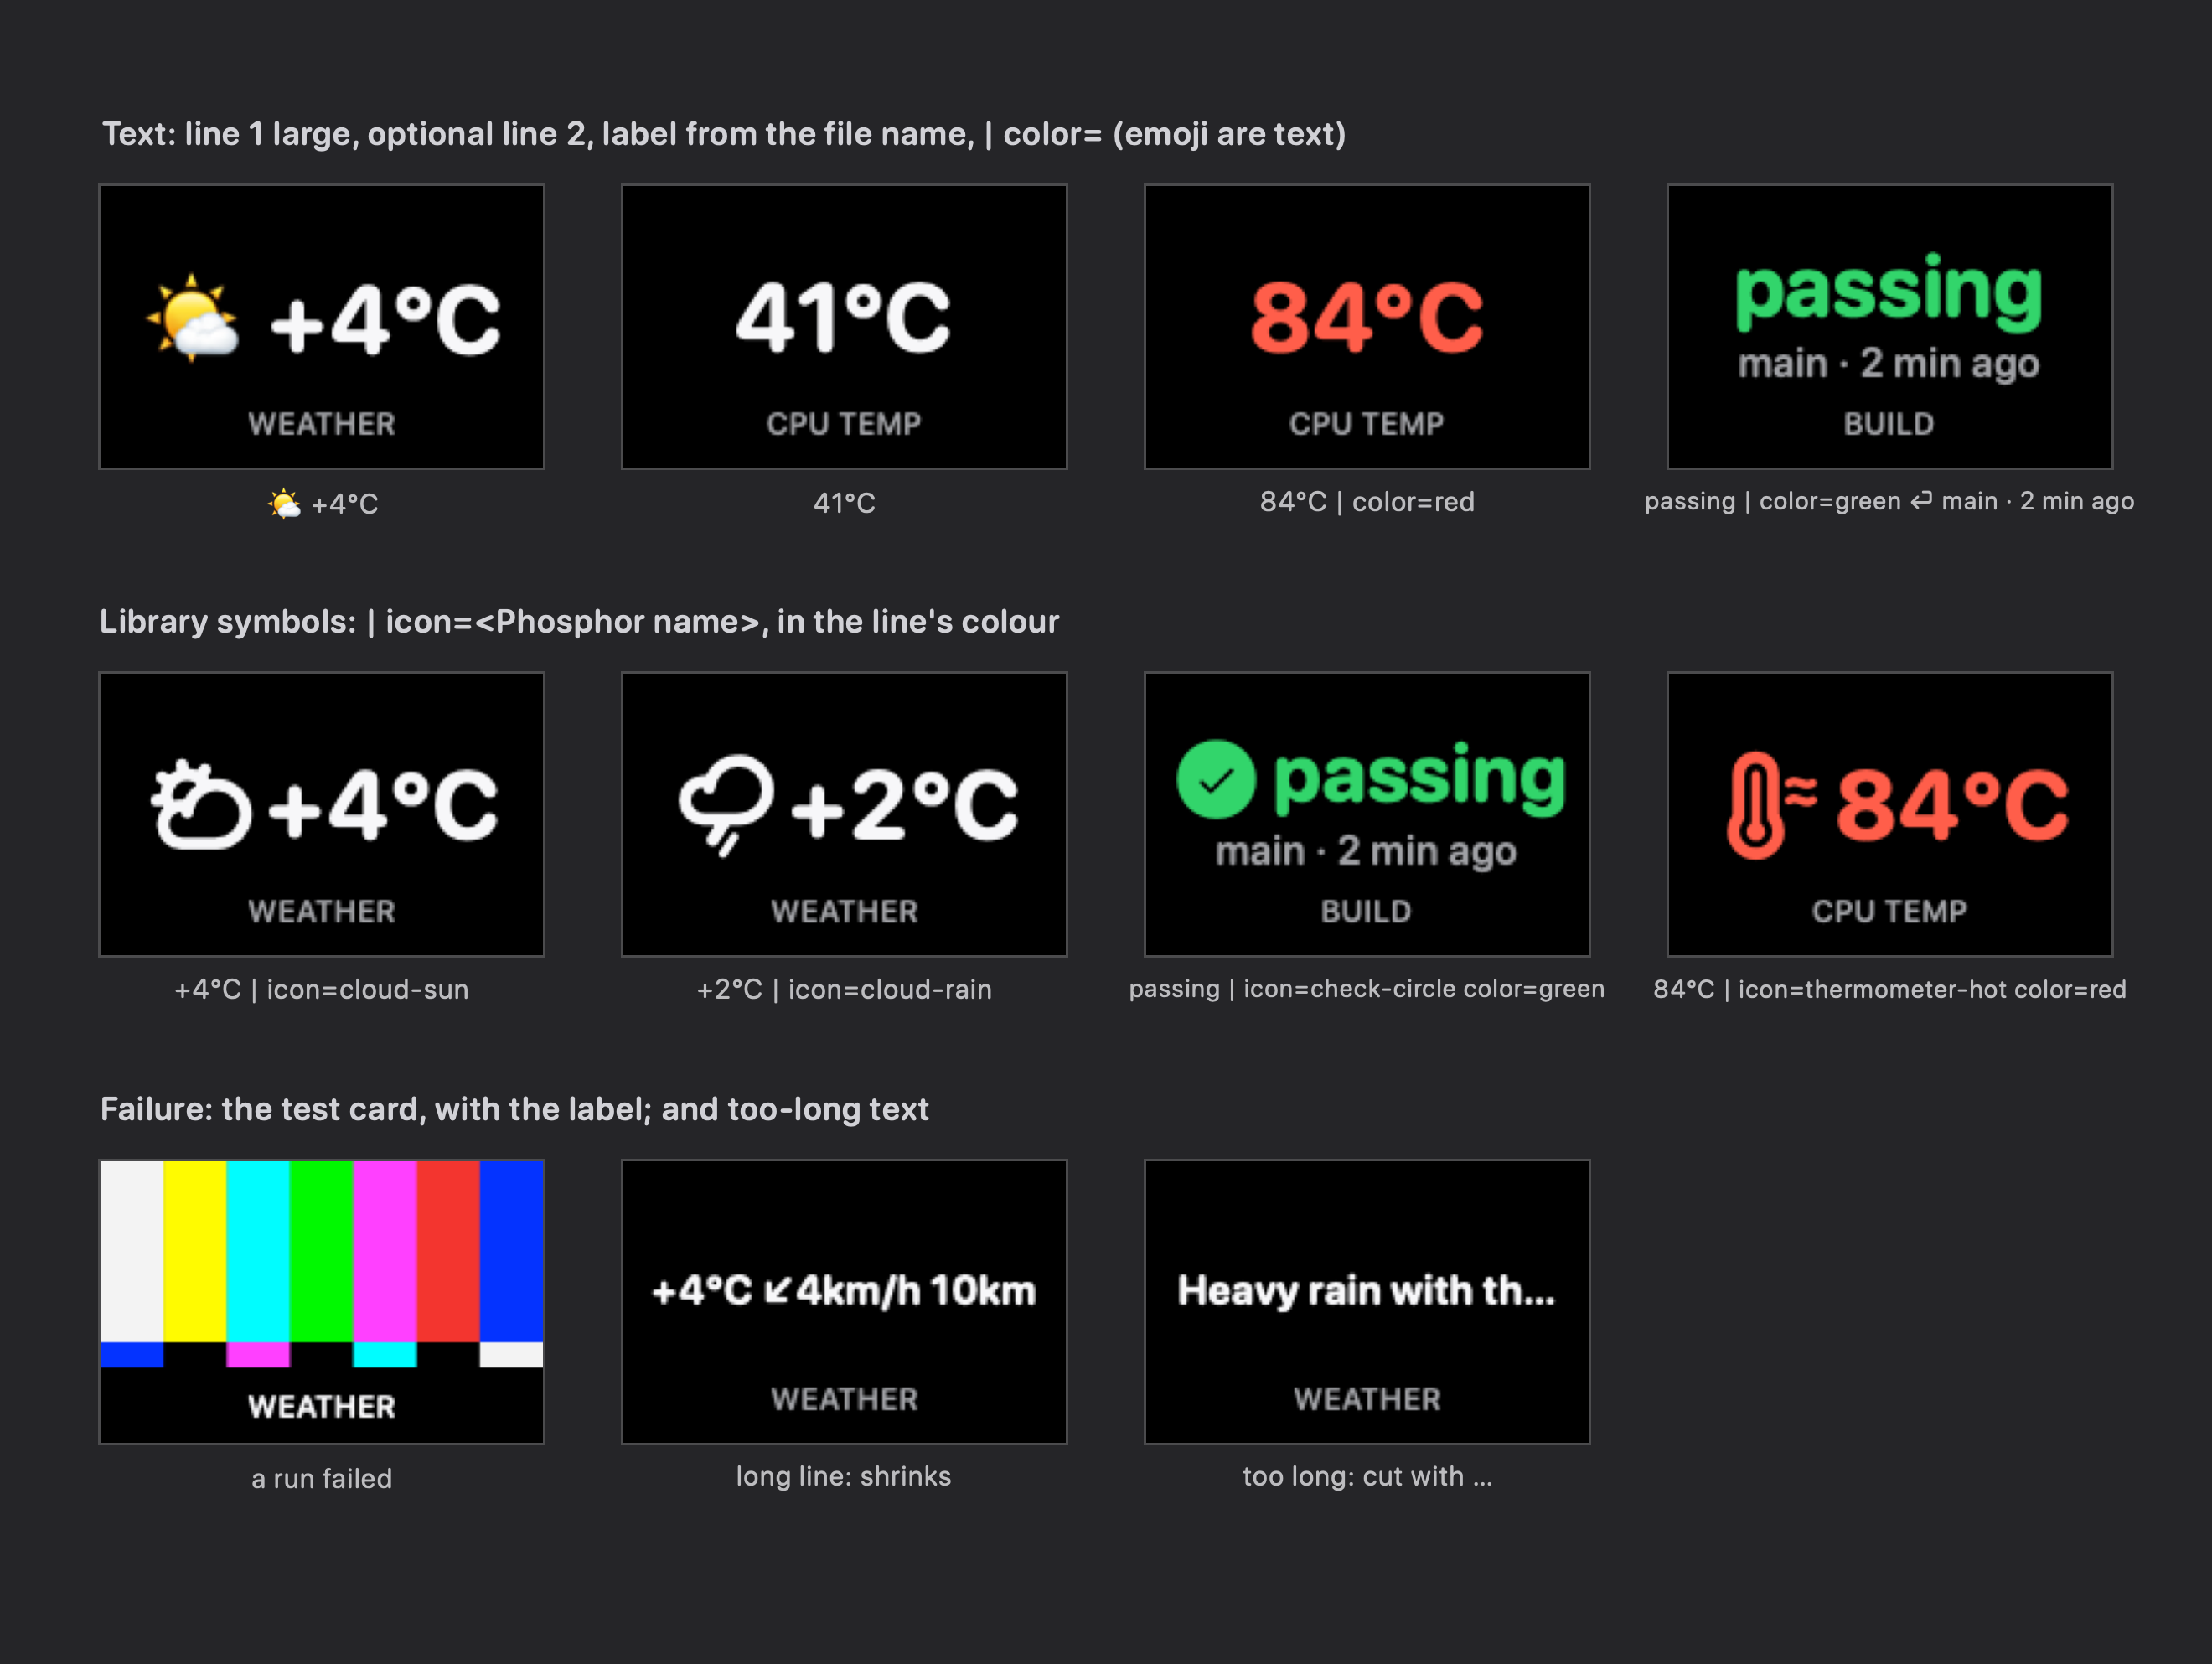 Text: line 1 large, optional line 2, label from the file name, | color= (emoji are text)
🌤️ +4°C
WEATHER
🌤️ +4°C
41°C
CPU TEMP
41°C
84°C
CPU TEMP
84°C | color=red
passing
main · 2 min ago
BUILD
passing | color=green ↵ main · 2 min ago
Library symbols: | icon=<Phosphor name>, in the line's colour
+4°C
WEATHER
+4°C | icon=cloud-sun
+2°C
WEATHER
+2°C | icon=cloud-rain
passing
main · 2 min ago
BUILD
passing | icon=check-circle color=green
84°C
CPU TEMP
84°C | icon=thermometer-hot color=red
Failure: the test card, with the label; and too-long text
WEATHER
a run failed
+4°C ↙4km/h 10km
WEATHER
long line: shrinks
Heavy rain with th...
WEATHER
too long: cut with ...